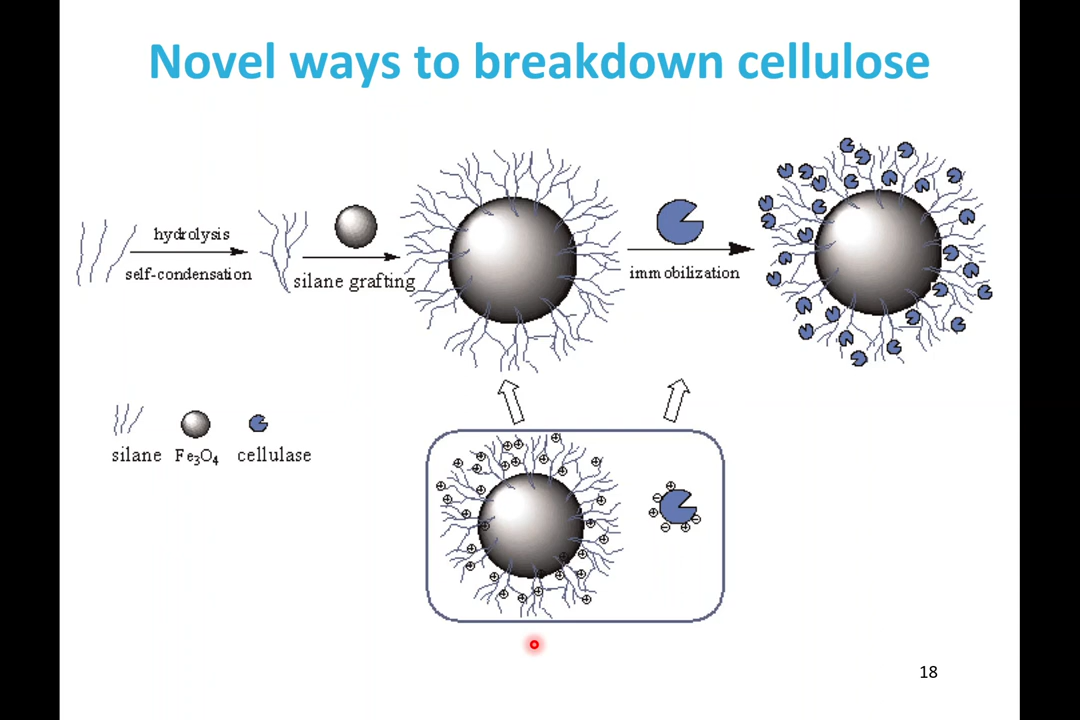 Novel ways to breakdown cellulose
hydrolysis
self-condensation
silane grafting
immobilization
silane Fe₃O₄ cellulase
18